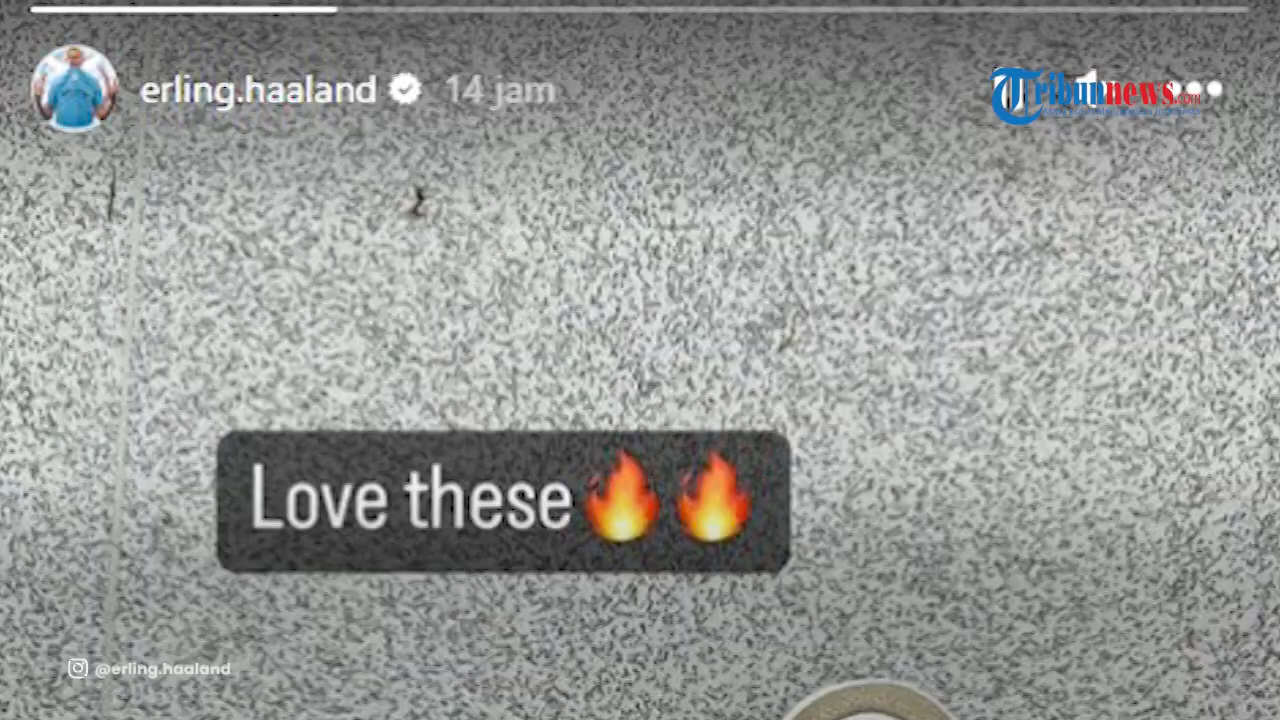 erling.haaland 14 jam
Tribunnews.com
Love these🔥🔥
@erling.haaland